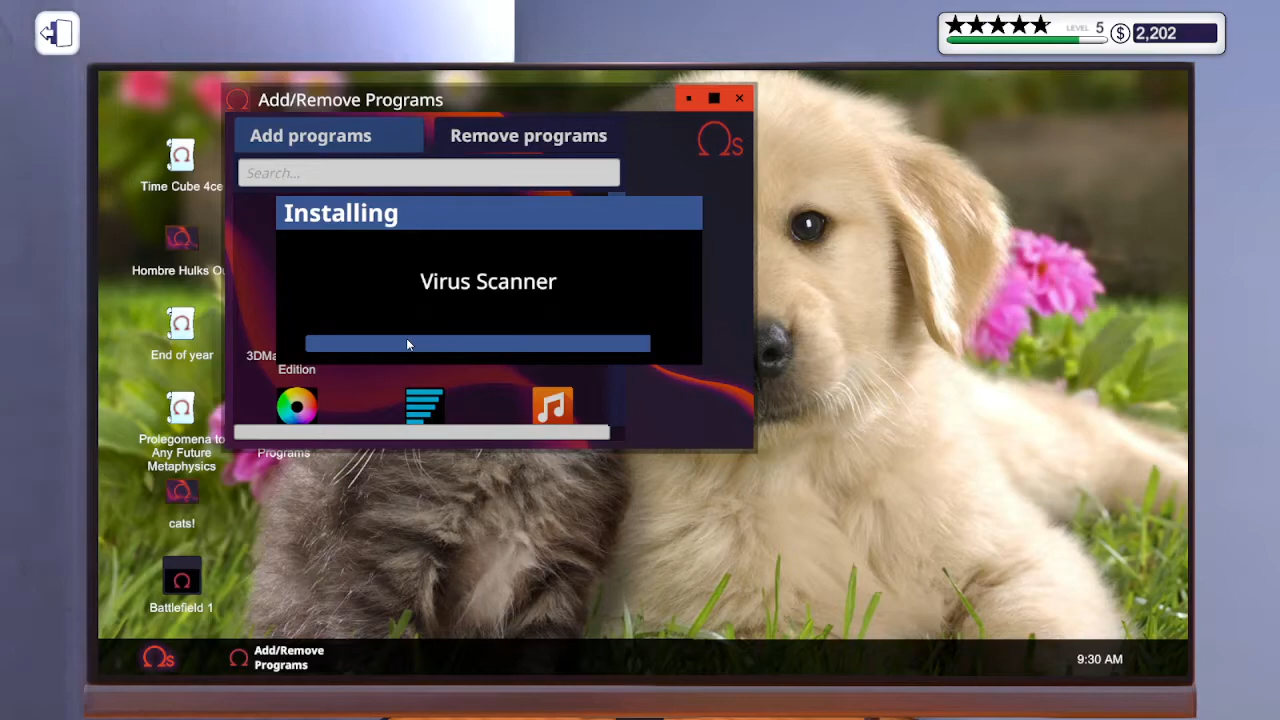 LEVEL 5
$ 2,202
Add/Remove Programs
Add programs
Remove programs
Search...
Installing
Virus Scanner
3DMa
Edition
Programs
Time Cube 4ce
Hombre Hulks Ou
End of year
Prolegomena to
Any Future
Metaphysics
cats!
Battlefield 1
Add/Remove
Programs
9:30 AM